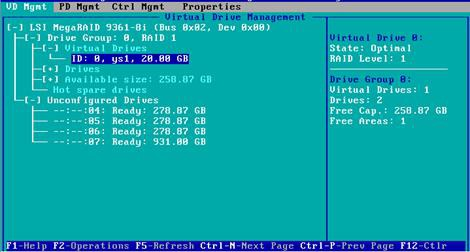 VD Mgmt PD Mgmt Ctrl Mgmt Properties
Virtual Drive Management
[-] LSI MegaRAID 9361-8i (Bus 0x02, Dev 0x00)
[-] Drive Group: 0, RAID 1
[-] Virtual Drives
ID: 0, ys1, 20.00 GB
[+] Drives
[+] Available size: 258.87 GB
Hot spare drives
[-] Unconfigured Drives
--:--:04: Ready: 278.87 GB
--:--:05: Ready: 278.87 GB
--:--:06: Ready: 278.87 GB
--:--:07: Ready: 931.00 GB
Virtual Drive 0:
State: Optimal
RAID Level: 1
Drive Group 0:
Virtual Drives: 1
Drives: 2
Free Cap.: 258.87 GB
Free Areas: 1
F1-Help F2-Operations F5-Refresh Ctrl-N-Next Page Ctrl-P-Prev Page F12-Ctlr